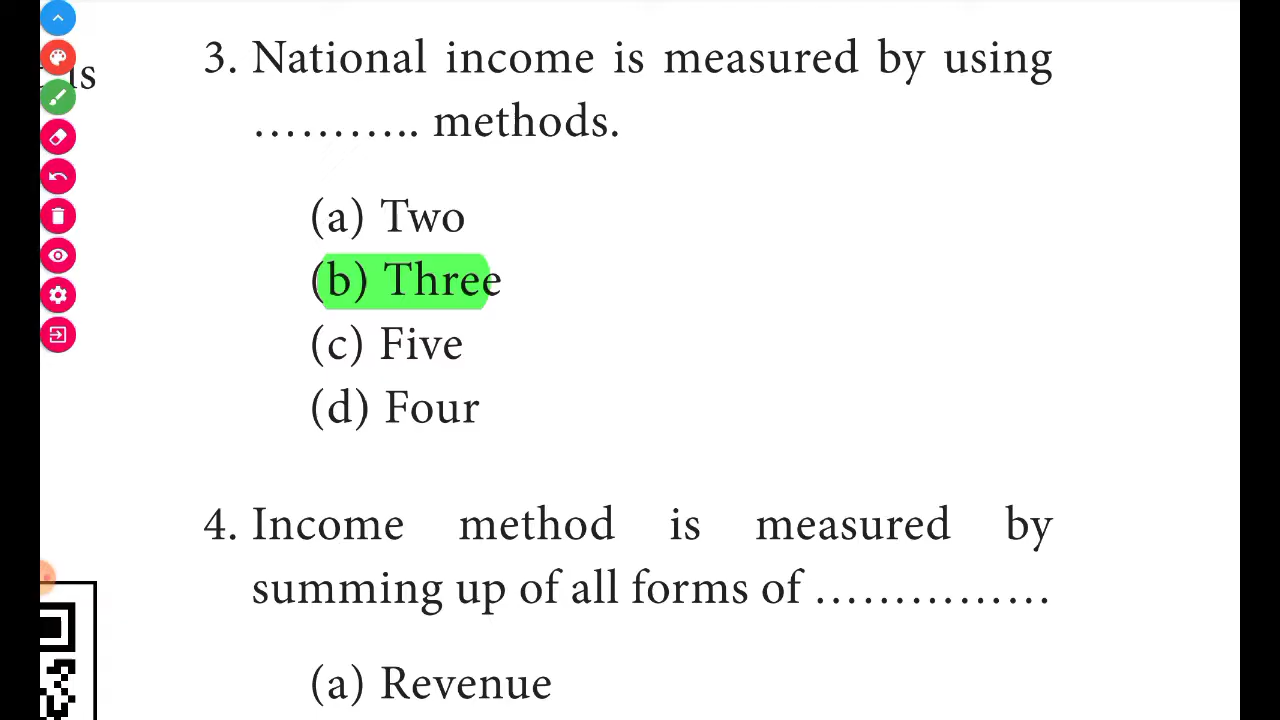 is
3. National income is measured by using
……….. methods.
(a) Two
(b) Three
(c) Five
(d) Four
4. Income method is measured by
summing up of all forms of ……………
(a) Revenue